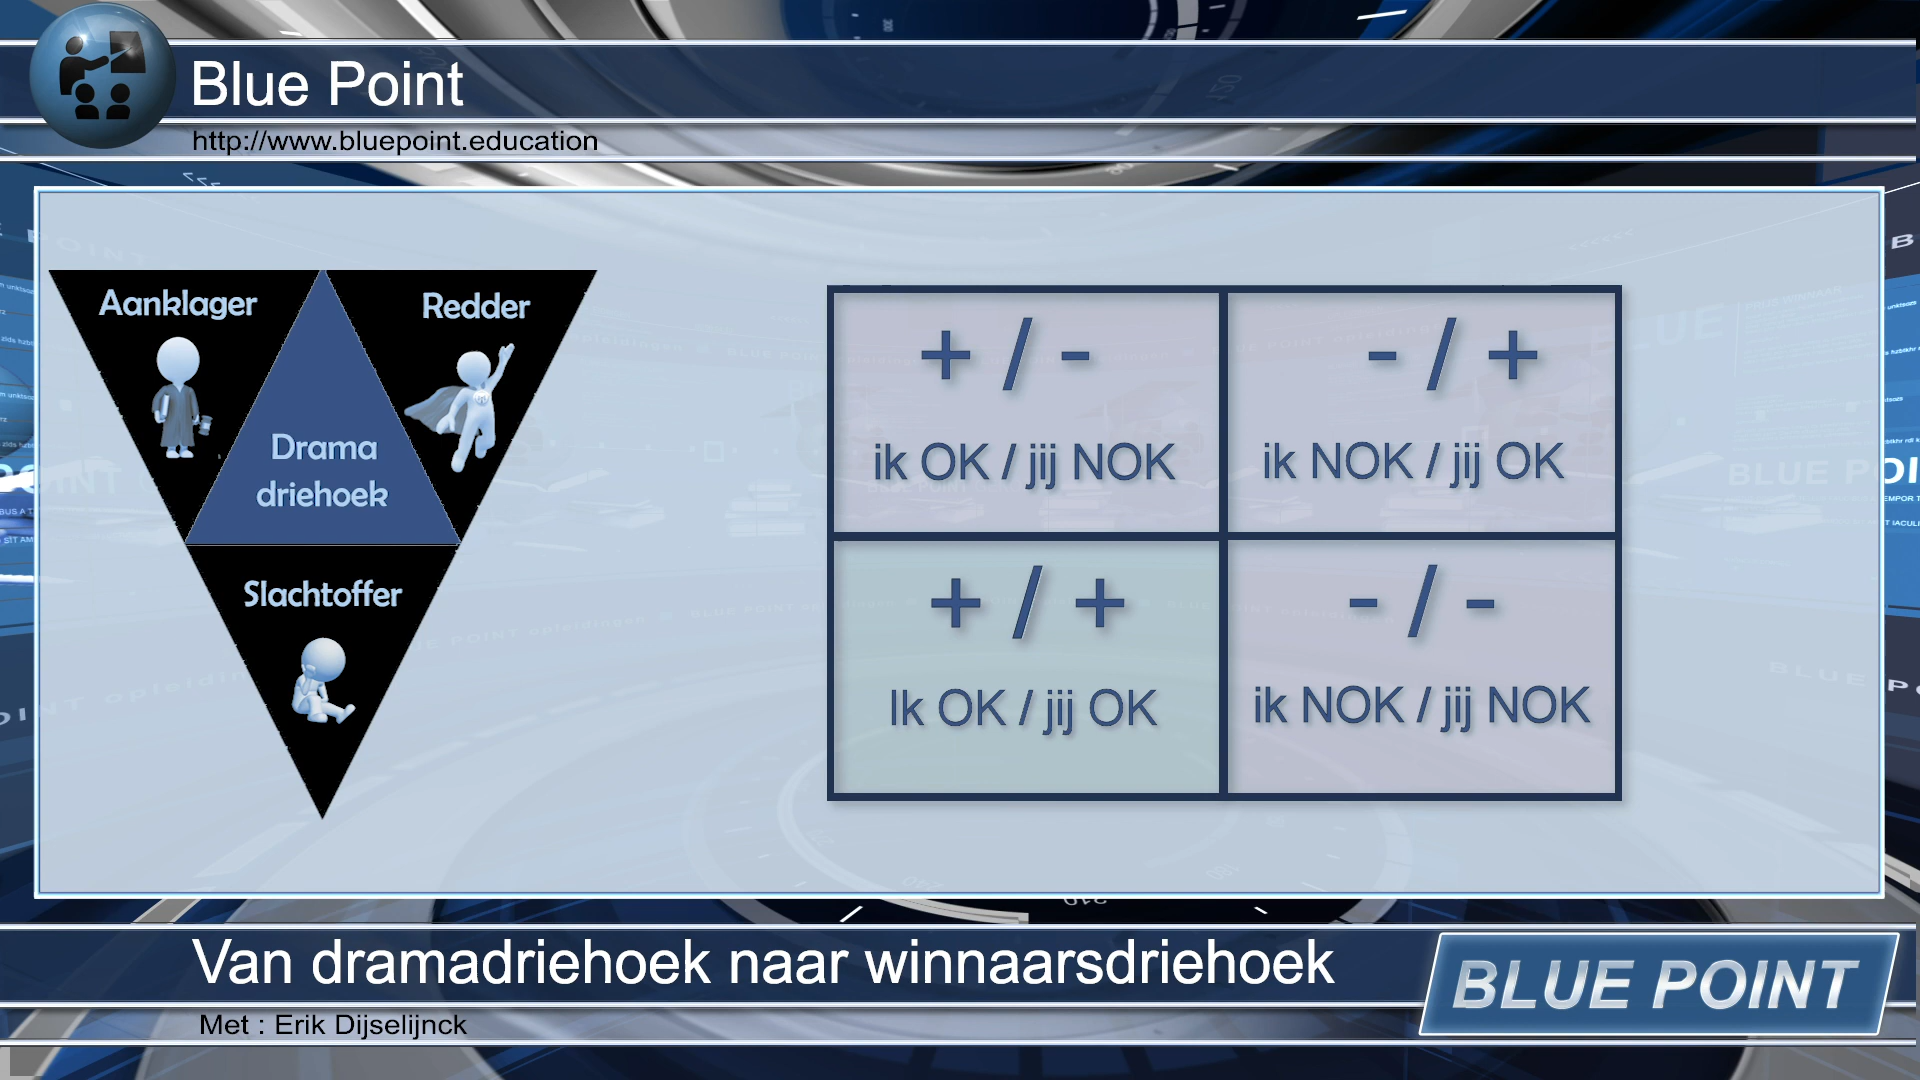 Blue Point
http://www.bluepoint.education
Aanklager
Redder
Drama
driehoek
Slachtoffer
+ / -
ik OK / jij NOK
- / +
ik NOK / jij OK
+ / +
Ik OK / jij OK
- / -
ik NOK / jij NOK
Van dramadriehoek naar winnaarsdriehoek
Met : Erik Dijselijnck
BLUE POINT